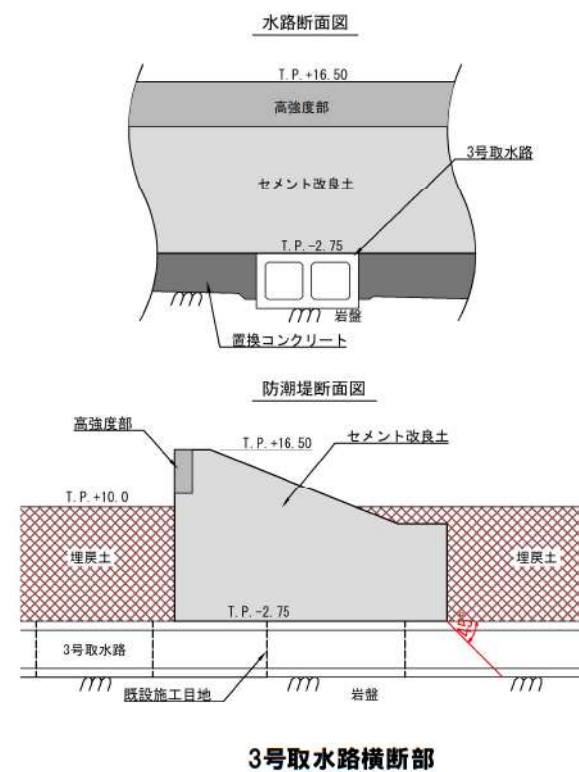 水路断面図
T.P.+16.50
高強度部
3号取水路
セメント改良土
T.P.-2.75
岩盤
置換コンクリート
防潮堤断面図
高強度部
T.P.+16.50
セメント改良土
T.P.+10.0
埋戻土
埋戻土
T.P.-2.75
45°
3号取水路
既設施工目地
岩盤
3号取水路横断部